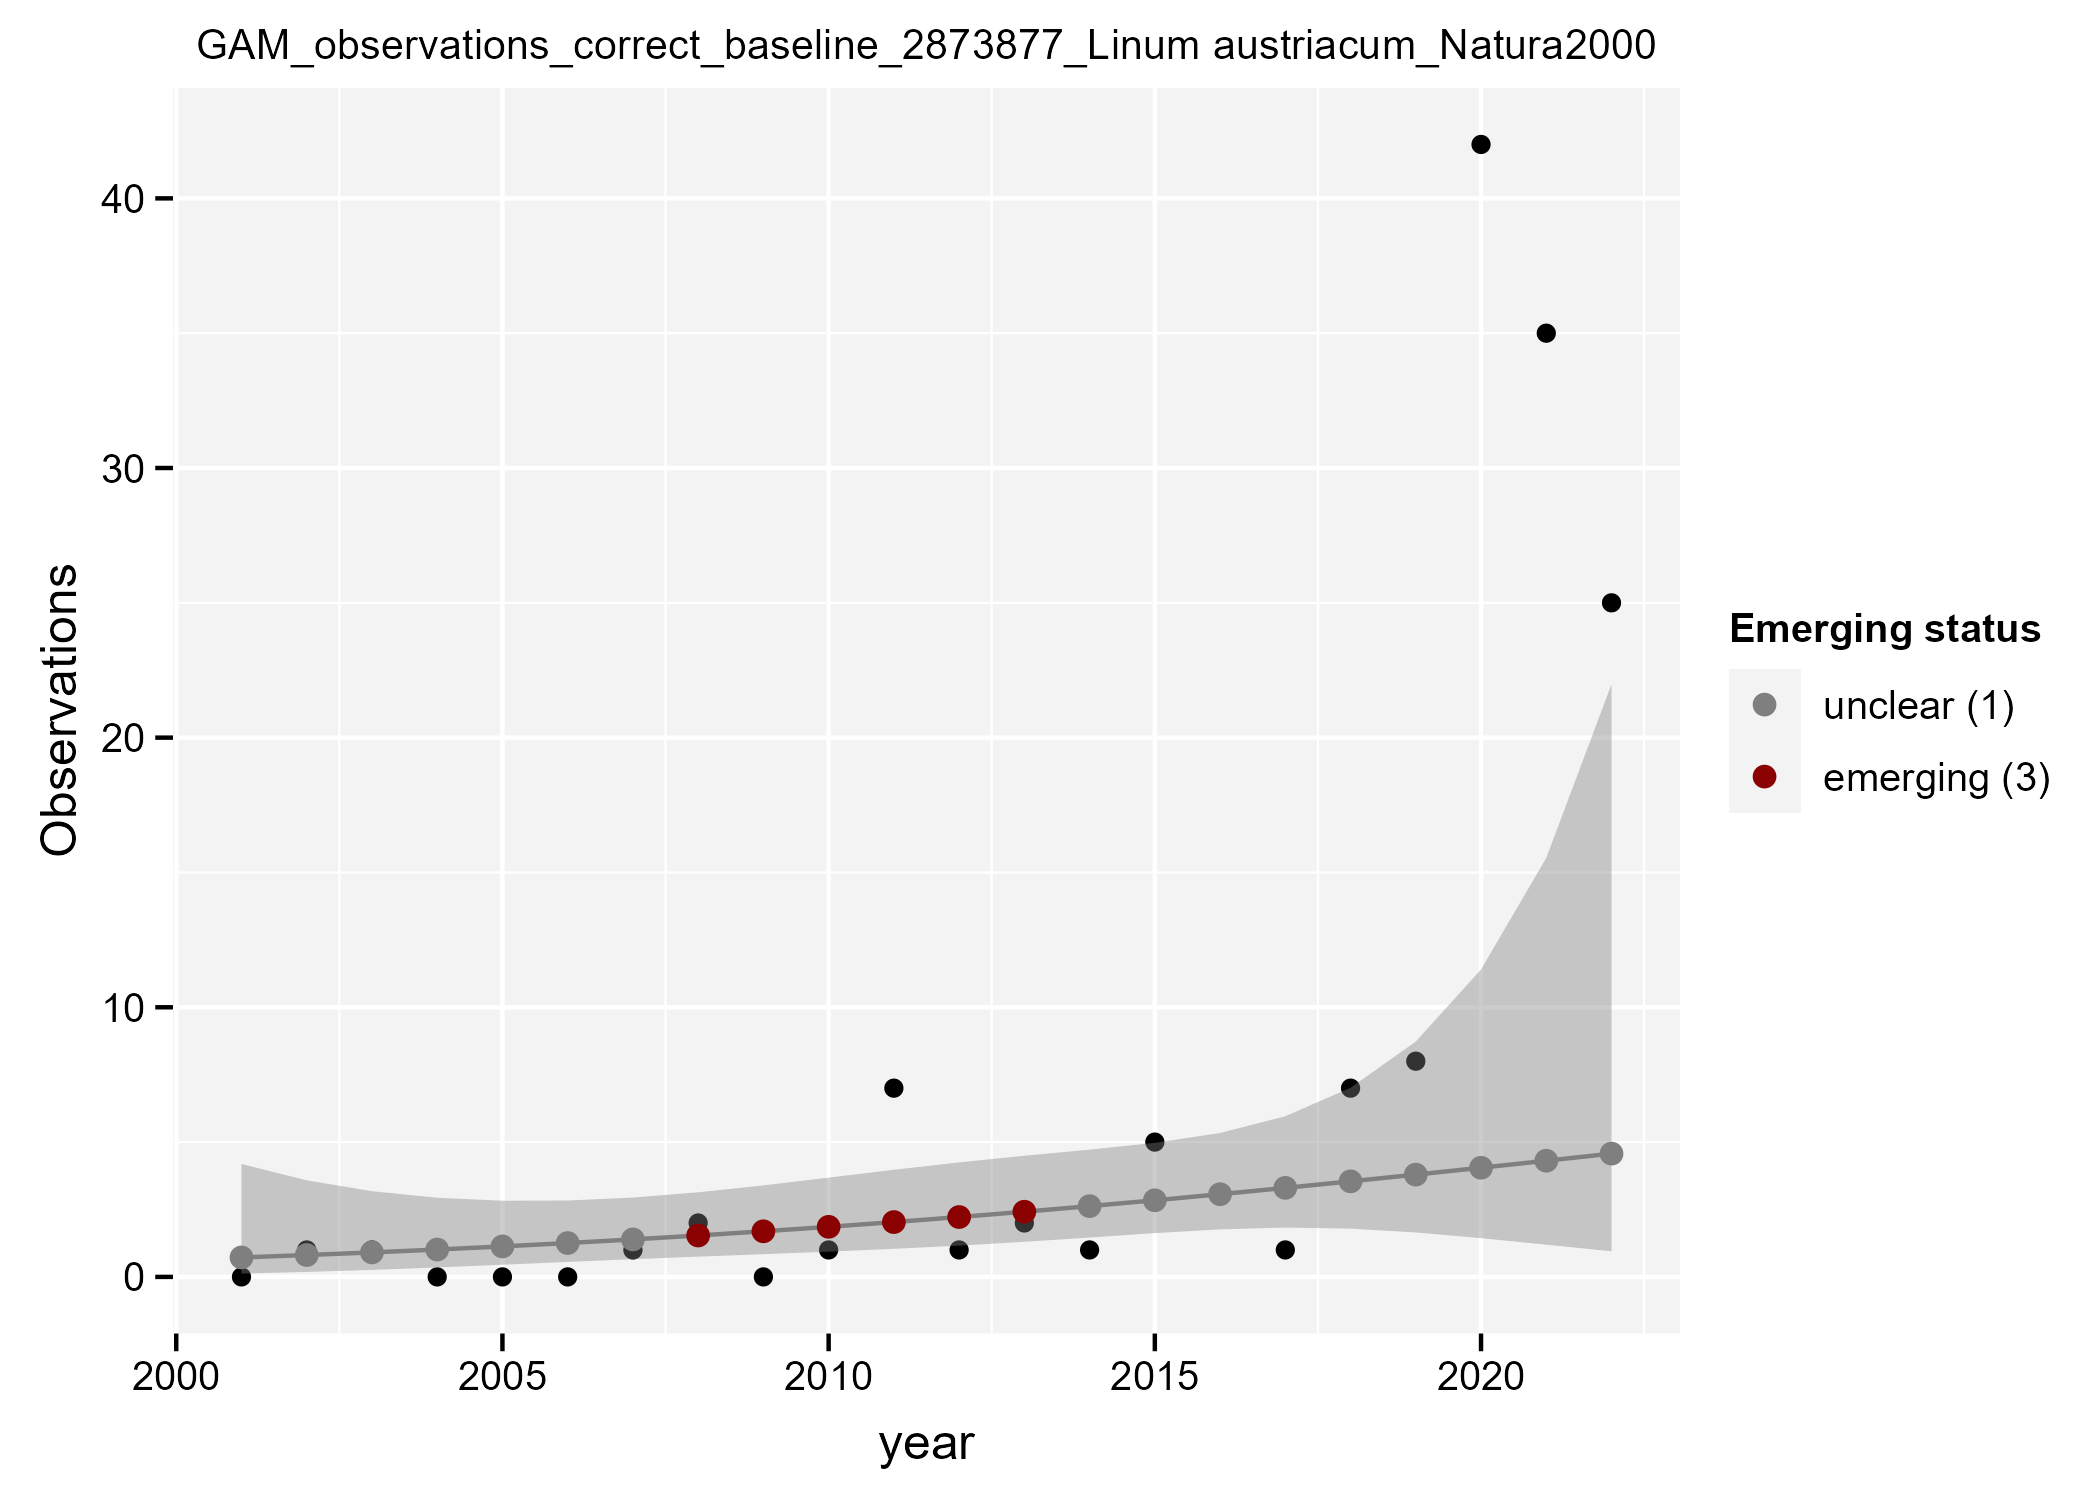 GAM_observations_correct_baseline_2873877_Linum austriacum_Natura2000
Observations
40
30
20
10
0
2000
2005
2010
2015
2020
year
Emerging status
unclear (1)
emerging (3)